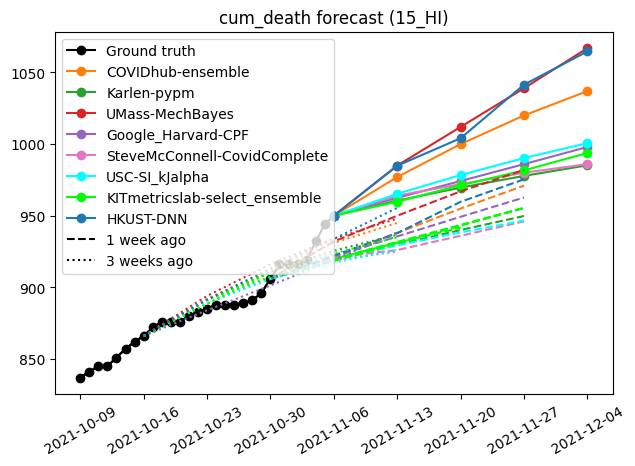 cum_death forecast (15_HI)
Ground truth
COVIDhub-ensemble
Karlen-pypm
UMass-MechBayes
Google_Harvard-CPF
SteveMcConnell-CovidComplete
USC-SI_kJalpha
KITmetricslab-select_ensemble
HKUST-DNN
1 week ago
3 weeks ago
1050
1000
950
900
850
2021-10-09
2021-10-16
2021-10-23
2021-10-30
2021-11-06
2021-11-13
2021-11-20
2021-11-27
2021-12-04